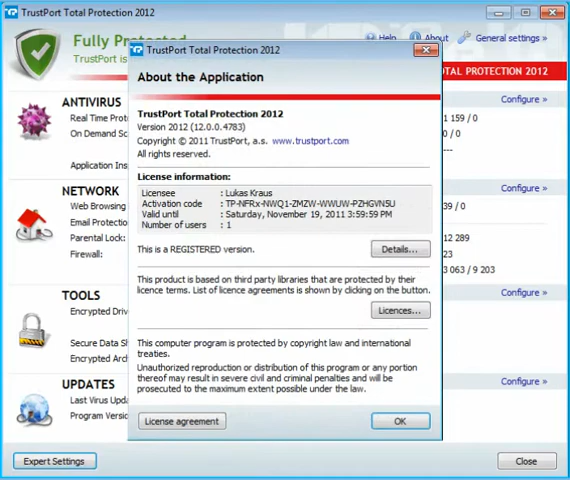 TrustPort Total Protection 2012
Fully Protected
TrustPort is
Help
About
General settings »
TOTAL PROTECTION 2012
TrustPort Total Protection 2012
About the Application
TrustPort Total Protection 2012
Version 2012 (12.0.0.4783)
Copyright © 2011 TrustPort, a.s. www.trustport.com
All rights reserved.
License information:
Licensee : Lukas Kraus
Activation code : TP-NFRx-NWQ1-ZMZW-WWUW-PZHGVN5U
Valid until : Saturday, November 19, 2011 3:59:59 PM
Number of users : 1
This is a REGISTERED version.
Details...
This product is based on third party libraries that are protected by their
licence terms. List of licence agreements is shown by clicking on the button.
Licences...
This computer program is protected by copyright law and international
treaties.
Unauthorized reproduction or distribution of this program or any portion
thereof may result in severe civil and criminal penalties and will be
prosecuted to the maximum extent possible under the law.
License agreement
OK
ANTIVIRUS
Configure »
Real Time Prot
159 / 0
On Demand Sc
0 / 0
---
Application Insp
NETWORK
Configure »
Web Browsing
39 / 0
Email Protection
Parental Lock:
12 289
Firewall:
23
3 063 / 9 203
TOOLS
Configure »
Encrypted Driv
Secure Data Sh
Encrypted Arch
UPDATES
Configure »
Last Virus Upda
Program Versio
Expert Settings
Close